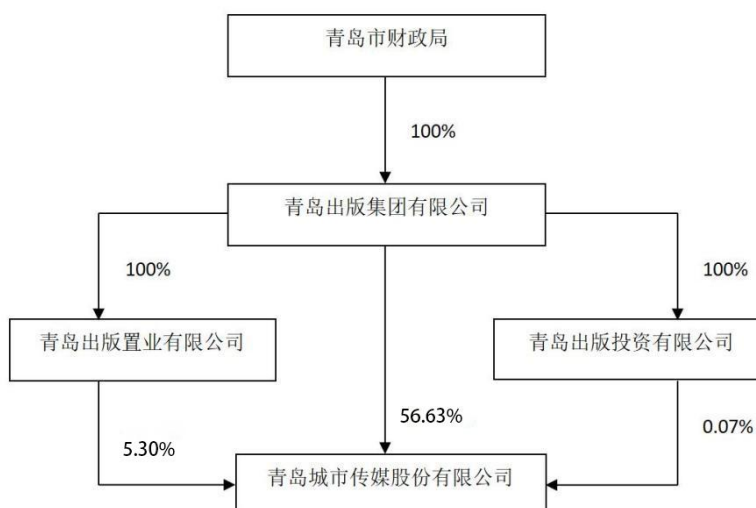 青岛市财政局
100%
青岛出版集团有限公司
100%
100%
青岛出版置业有限公司
青岛出版投资有限公司
56.63%
5.30%
0.07%
青岛城市传媒股份有限公司